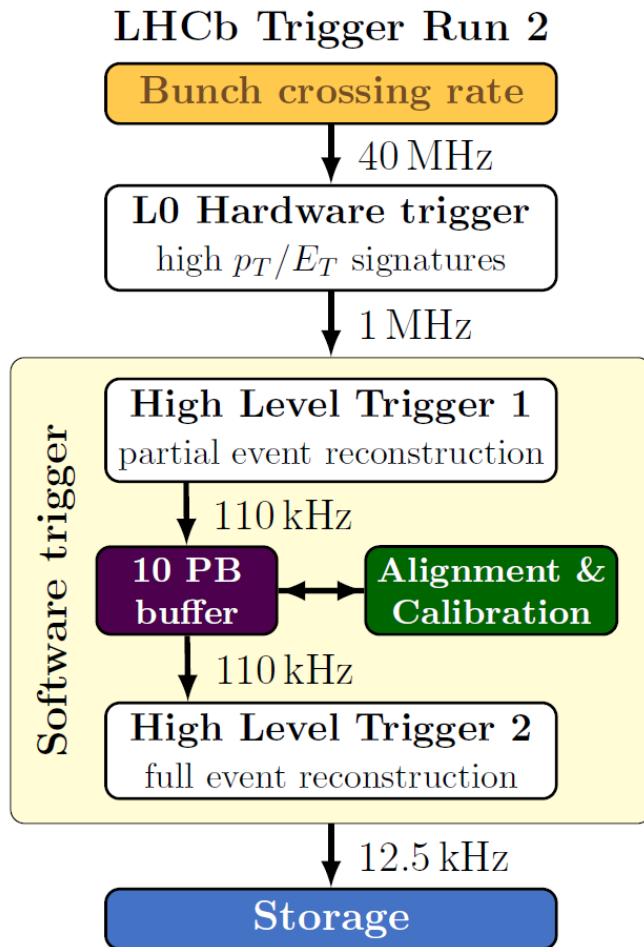 LHCb Trigger Run 2
Bunch crossing rate
40 MHz
L0 Hardware trigger
high p_T/E_T signatures
1 MHz
Software trigger
High Level Trigger 1
partial event reconstruction
110 kHz
10 PB
buffer
Alignment &
Calibration
110 kHz
High Level Trigger 2
full event reconstruction
12.5 kHz
Storage